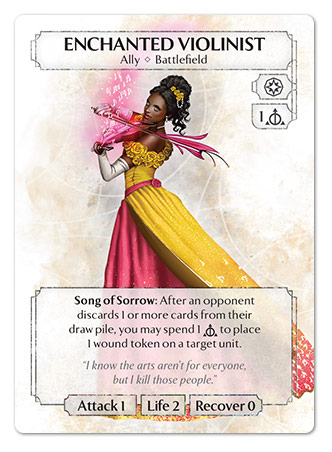 ENCHANTED VIOLINIST
Ally ⟡ Battlefield
1
Song of Sorrow: After an opponent
discards 1 or more cards from their
draw pile, you may spend 1 to place
1 wound token on a target unit.
"I know the arts aren't for everyone,
but I kill those people."
Attack 1 Life 2 Recover 0